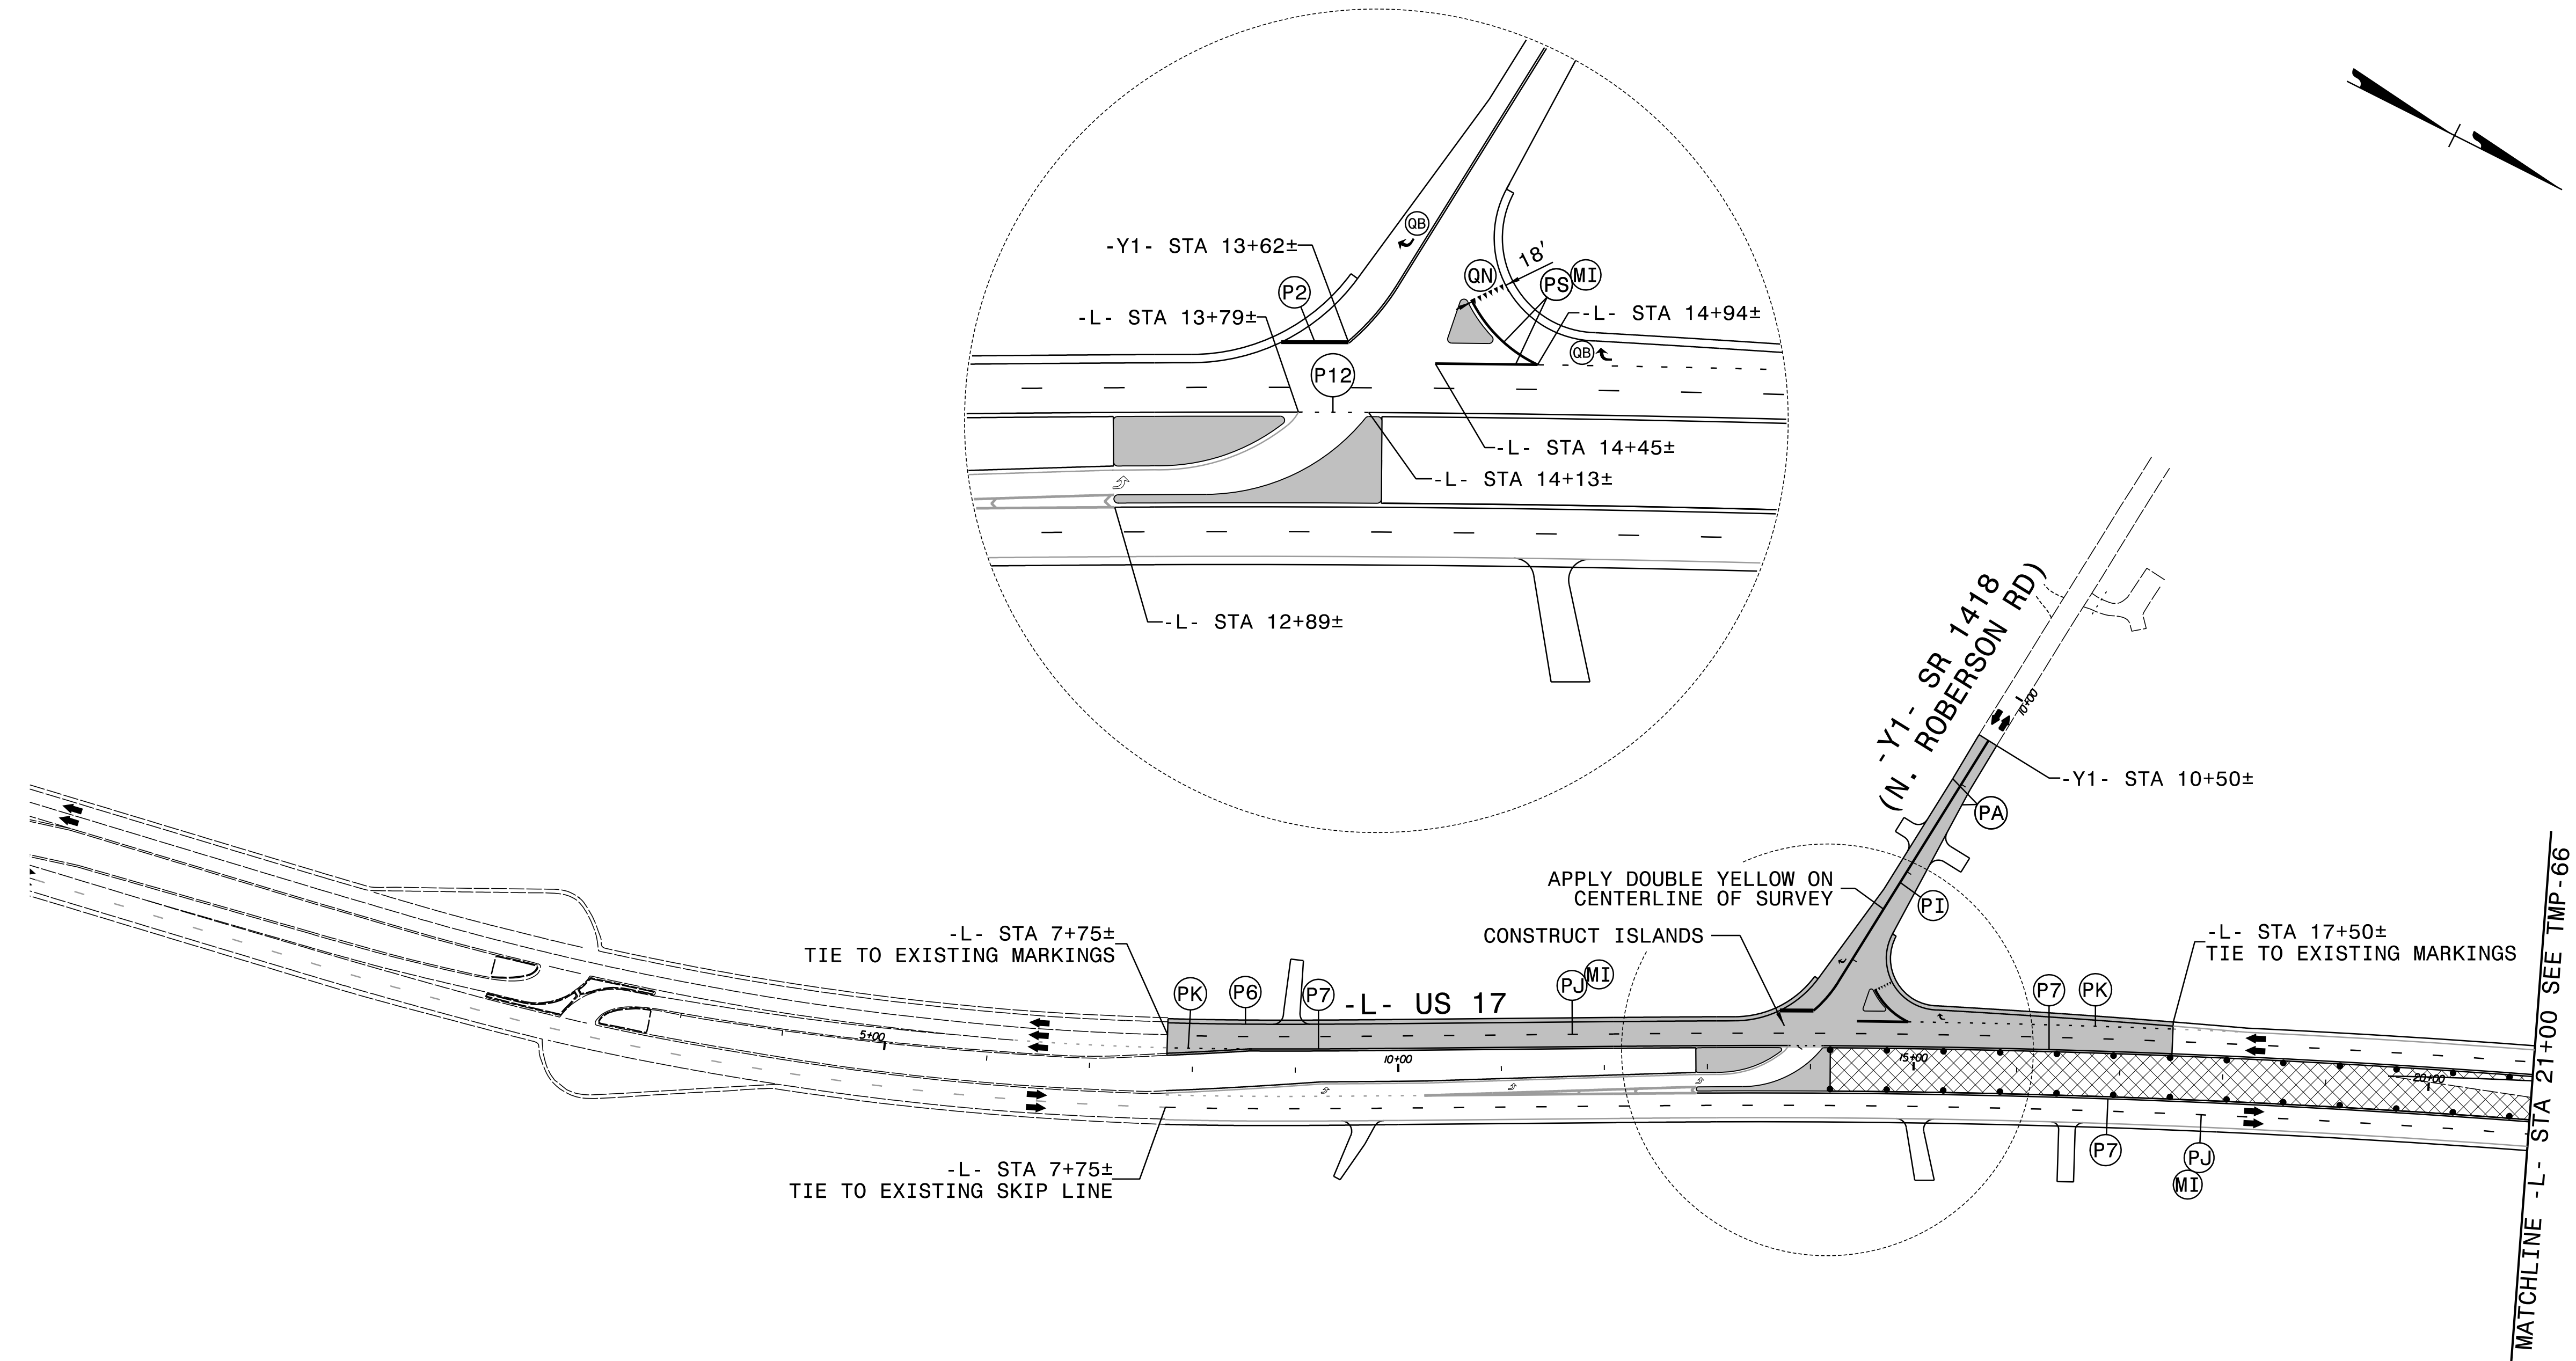 -Y1- STA 13+62±
QB
P2
-L- STA 13+79±
P12
QN
18'
PS
MI
-L- STA 14+94±
QB
-L- STA 14+45±
-L- STA 14+13±
-L- STA 12+89±
-Y1- SR 1418
(N. ROBERSON RD)
10+00
-Y1- STA 10+50±
PA
APPLY DOUBLE YELLOW ON
CENTERLINE OF SURVEY
PI
CONSTRUCT ISLANDS
-L- STA 7+75±
TIE TO EXISTING MARKINGS
-L- STA 17+50±
TIE TO EXISTING MARKINGS
PK
P6
P7
-L- US 17
PJ
MI
P7
PK
5+00
10+00
15+00
20+00
P7
PJ
MI
-L- STA 7+75±
TIE TO EXISTING SKIP LINE
MATCHLINE -L- STA 21+00 SEE TMP-66